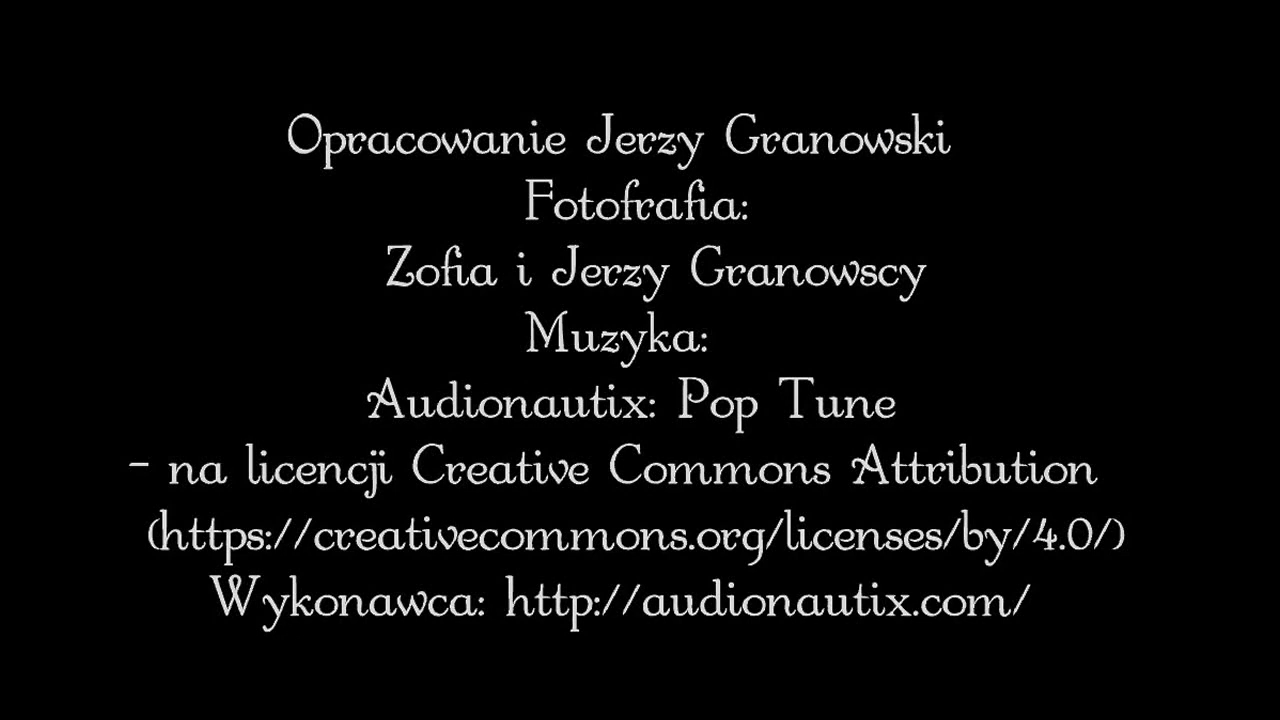 Opracowanie Jerzy Granowski
Fotofrafia:
Zofia i Jerzy Granowscy
Muzyka:
Audionautix: Pop Tune
- na licencji Creative Commons Attribution
(https://creativecommons.org/licenses/by/4.0/)
Wykonawca: http://audionautix.com/